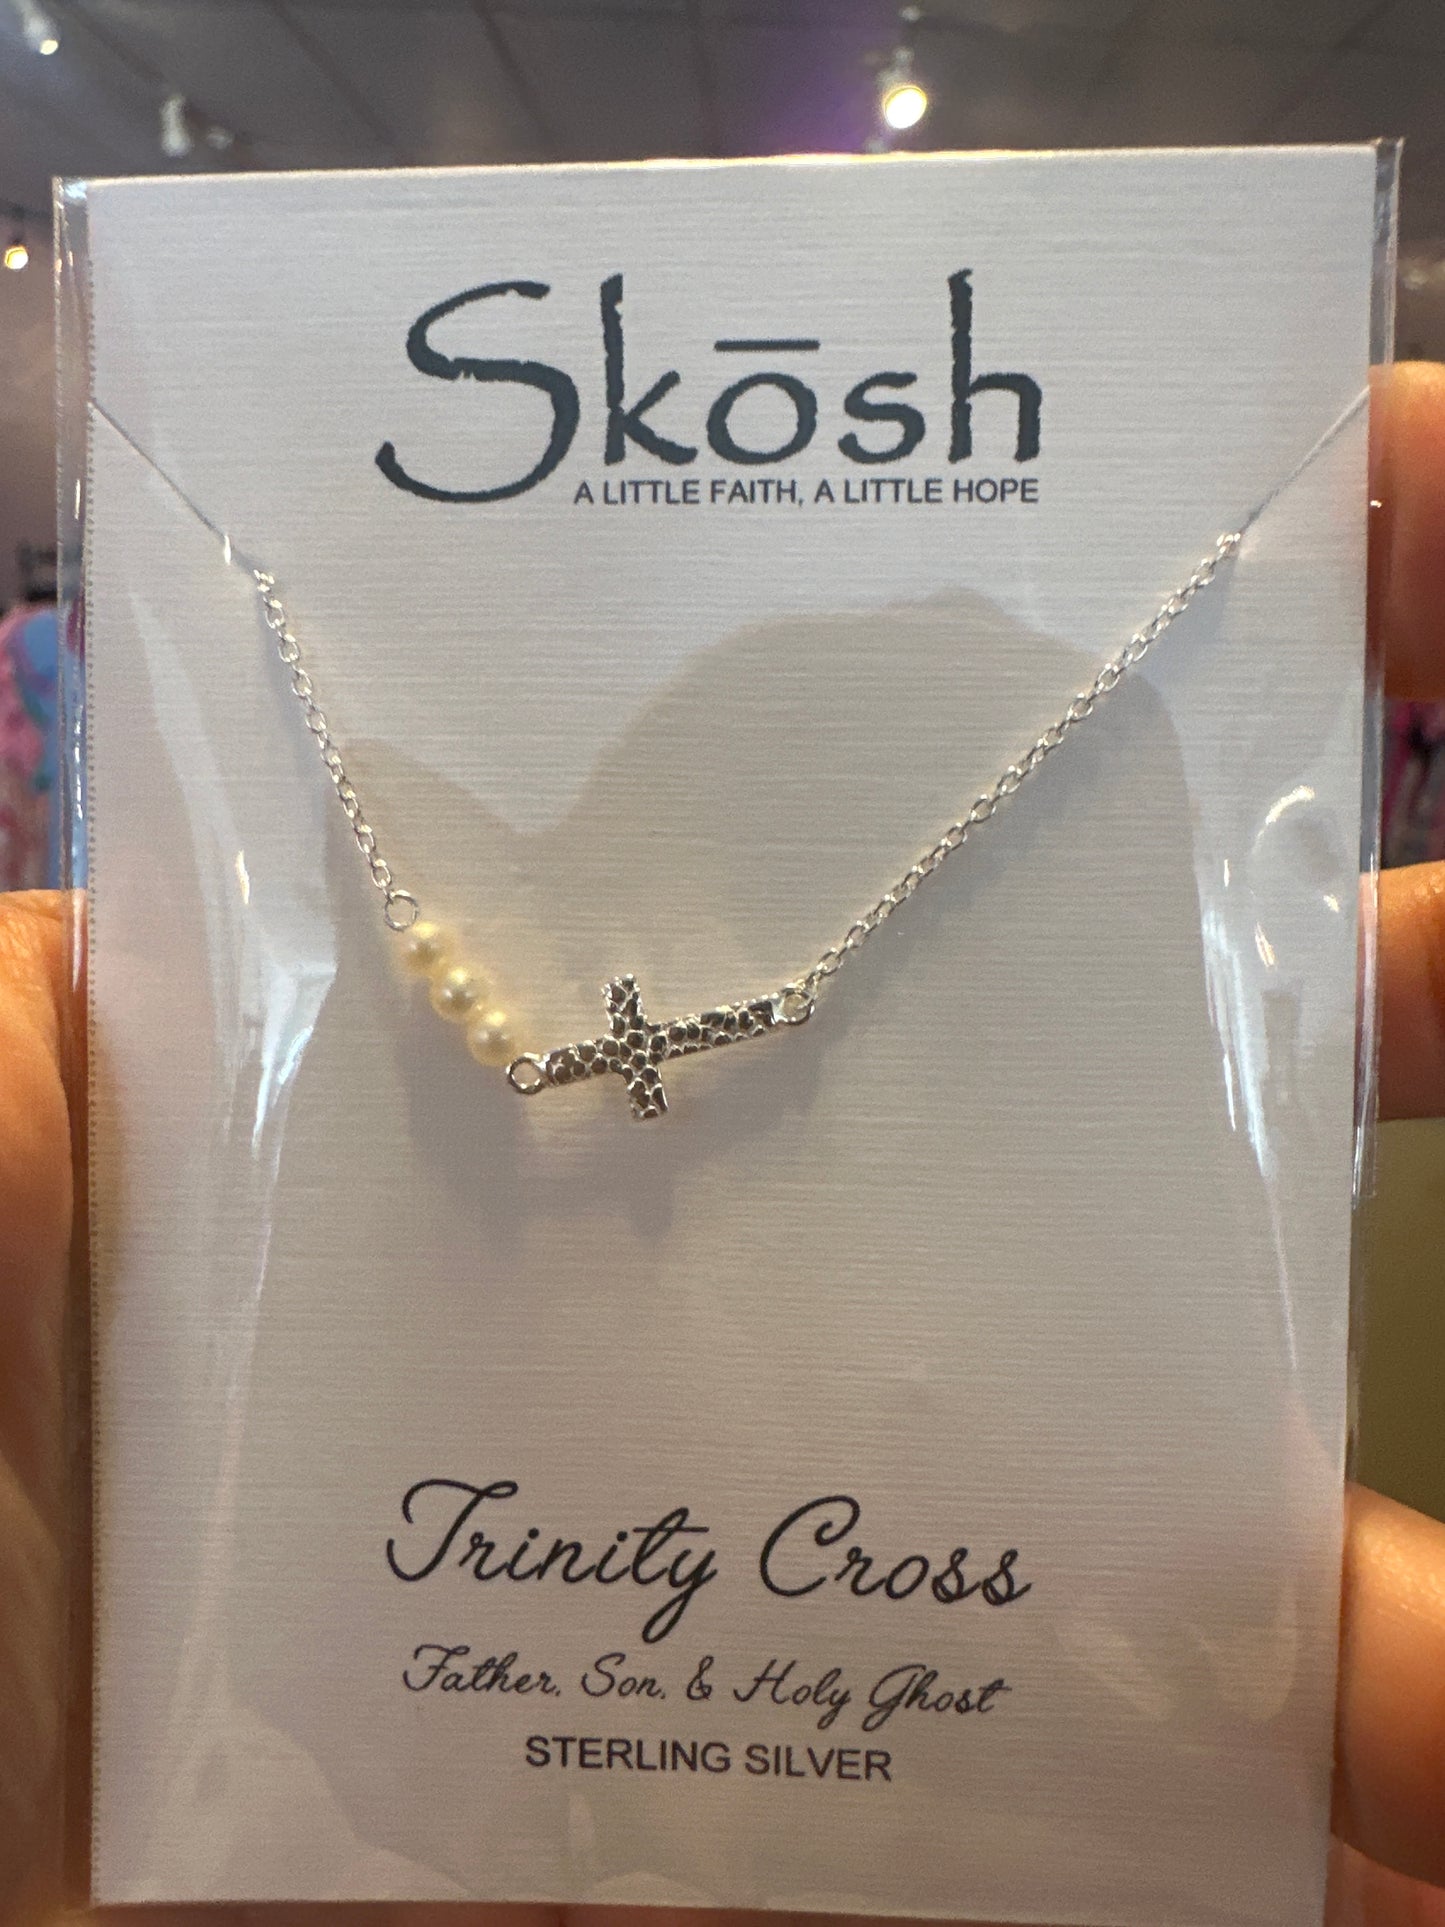 Skōsh
A LITTLE FAITH, A LITTLE HOPE
Trinity Cross
Father, Son, & Holy Ghost
STERLING SILVER